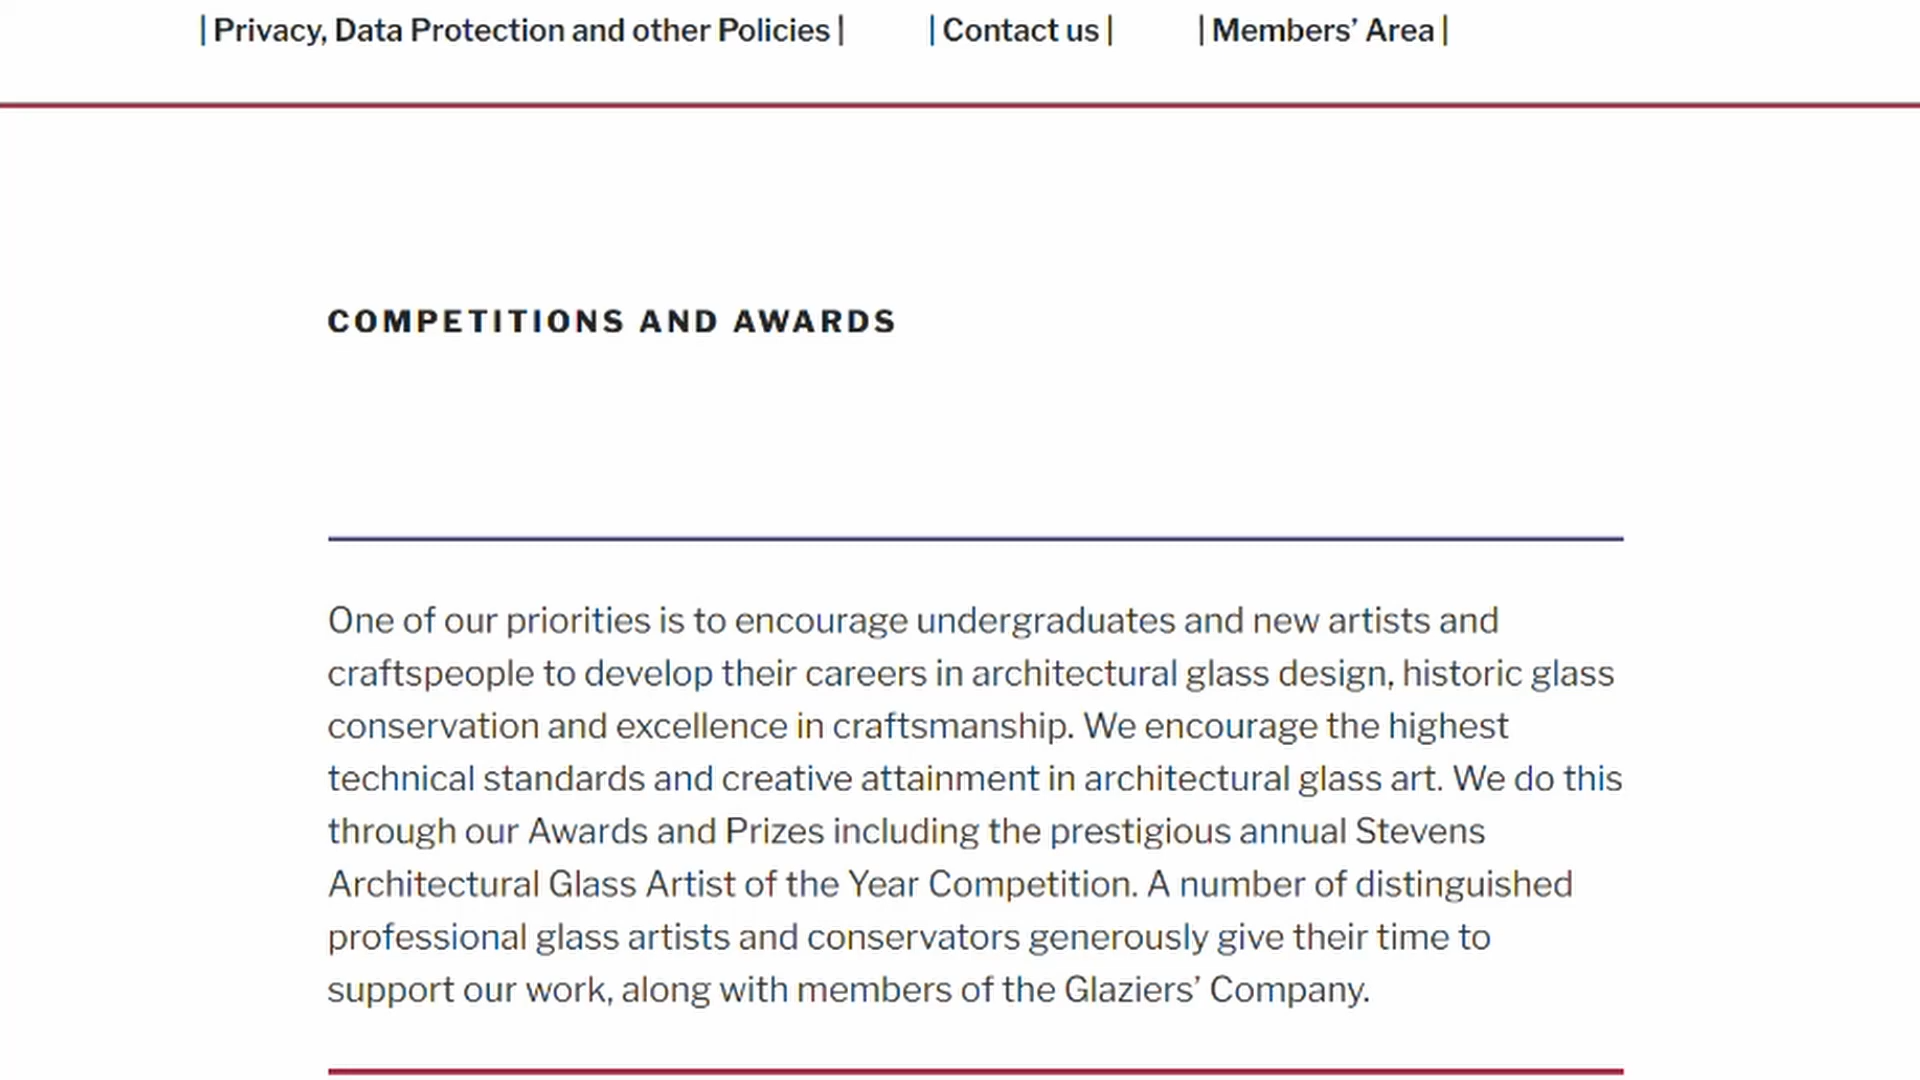 | Privacy, Data Protection and other Policies | | Contact us | | Members’ Area |
COMPETITIONS AND AWARDS
One of our priorities is to encourage undergraduates and new artists and
craftspeople to develop their careers in architectural glass design, historic glass
conservation and excellence in craftsmanship. We encourage the highest
technical standards and creative attainment in architectural glass art. We do this
through our Awards and Prizes including the prestigious annual Stevens
Architectural Glass Artist of the Year Competition. A number of distinguished
professional glass artists and conservators generously give their time to
support our work, along with members of the Glaziers’ Company.